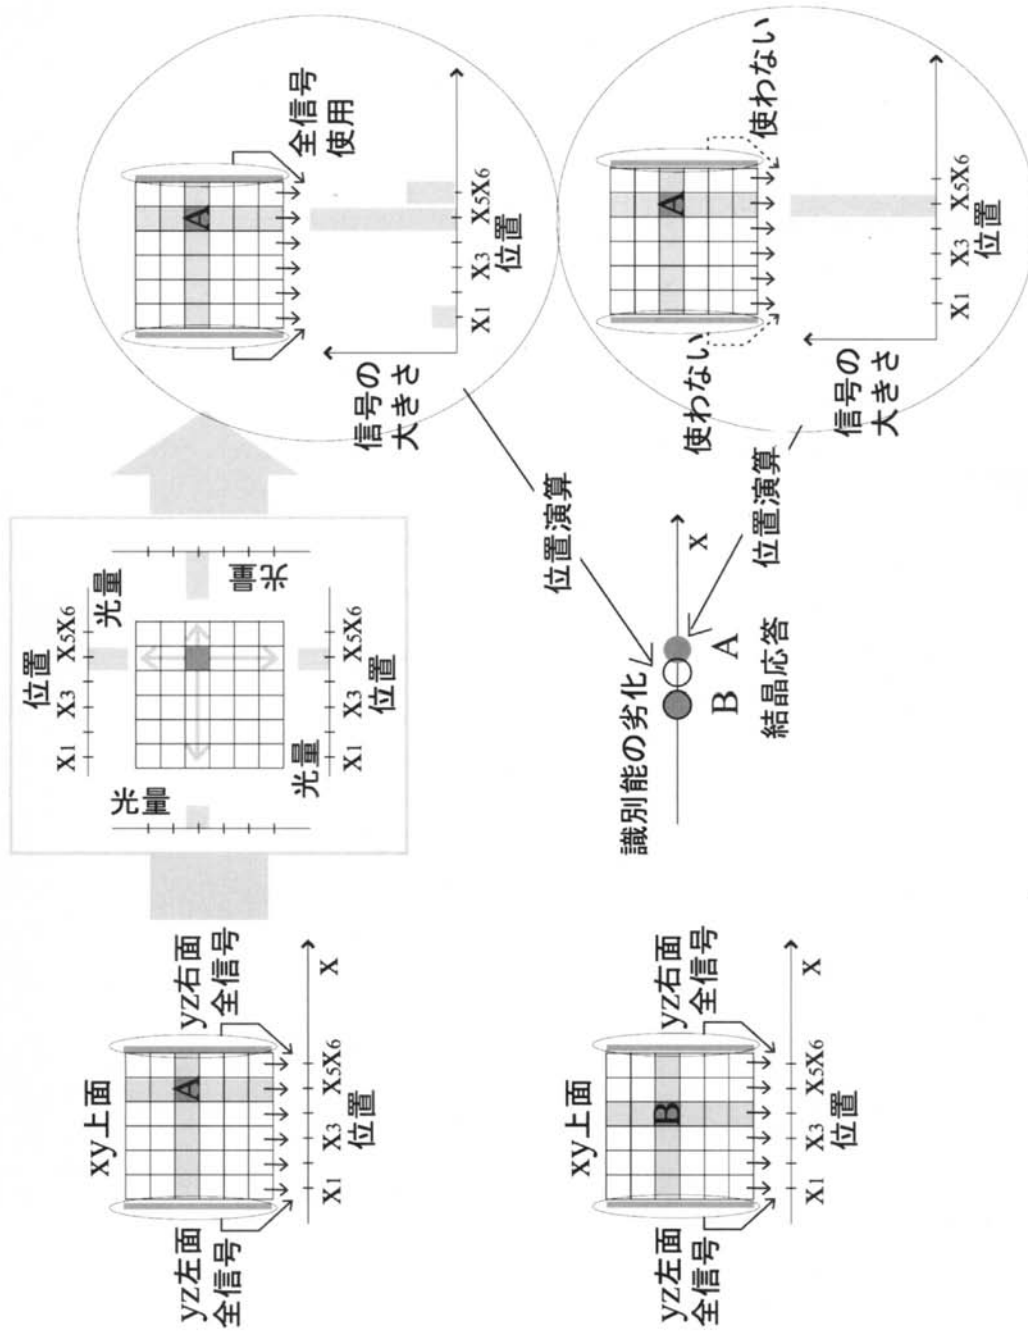 xy上面
yz左面
全信号
A
yz右面
全信号
X1 X3 X5X6
位置
x
位置
X1 X3 X5X6
光量
光量
光量
光量
X1 X3 X5X6
位置
A
全信号
使用
信号の
大きさ
X1 X3 X5X6
位置
xy上面
yz左面
全信号
B
yz右面
全信号
X1 X3 X5X6
位置
x
識別能の劣化
位置演算
B A
x
結晶応答
位置演算
A
使わない
使わない
信号の
大きさ
X1 X3 X5X6
位置